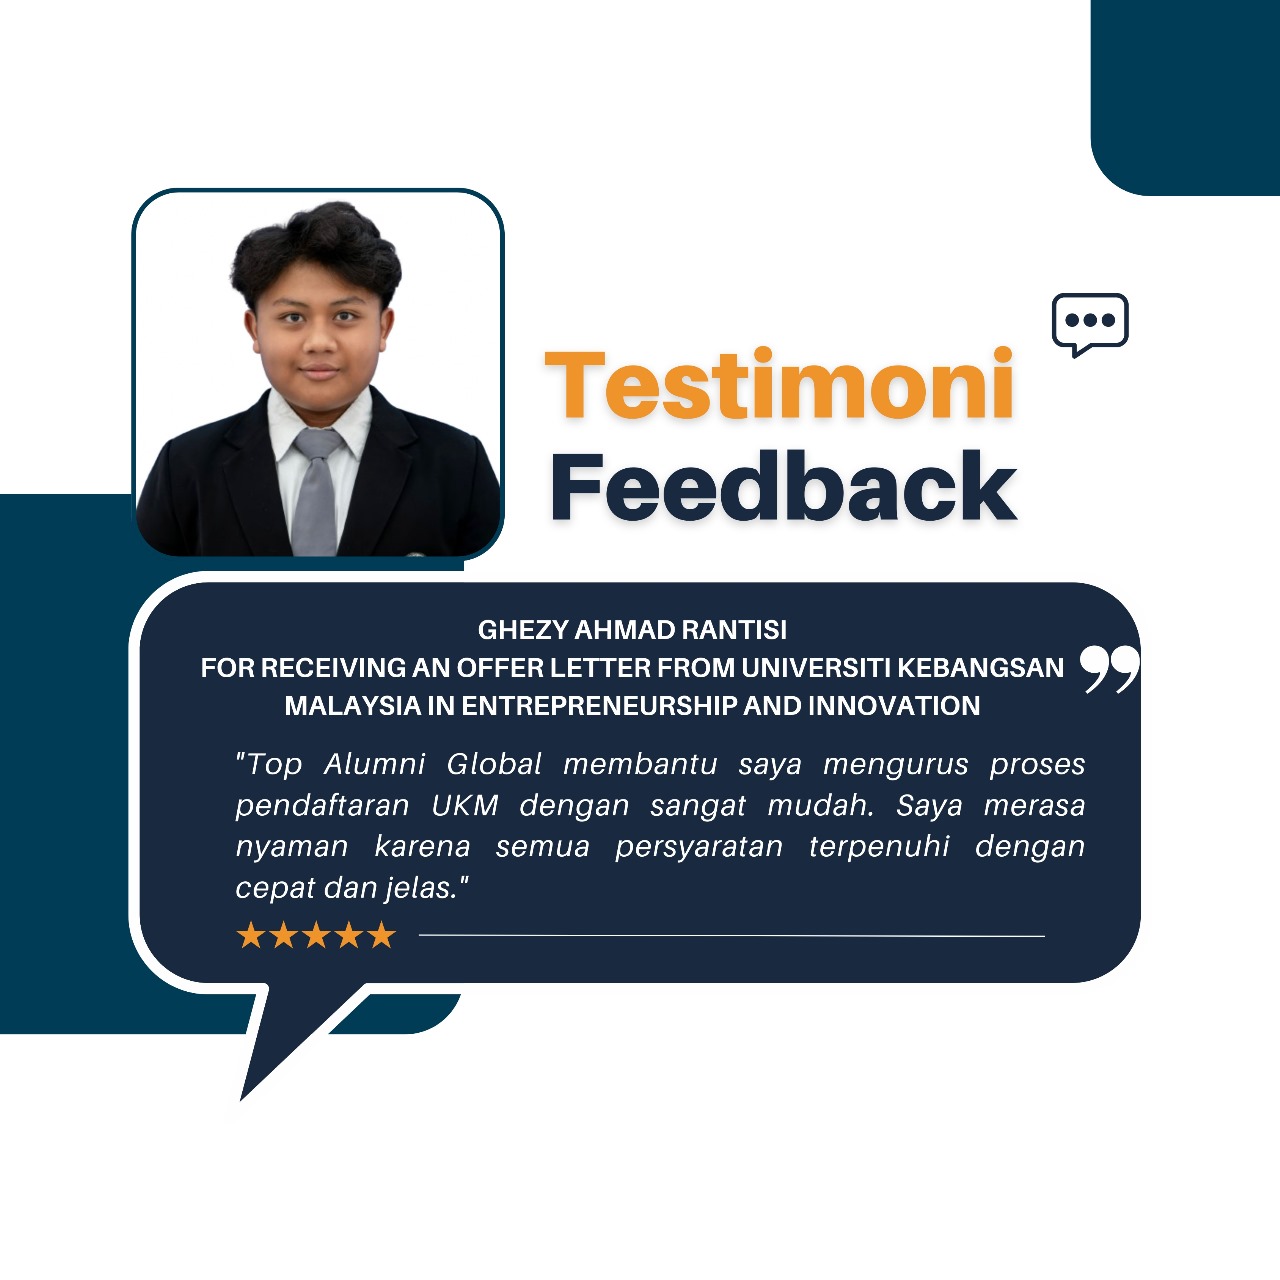 Testimoni
Feedback
GHEZY AHMAD RANTISI
FOR RECEIVING AN OFFER LETTER FROM UNIVERSITI KEBANGSAN
MALAYSIA IN ENTREPRENEURSHIP AND INNOVATION
"Top Alumni Global membantu saya mengurus proses
pendaftaran UKM dengan sangat mudah. Saya merasa
nyaman karena semua persyaratan terpenuhi dengan
cepat dan jelas."